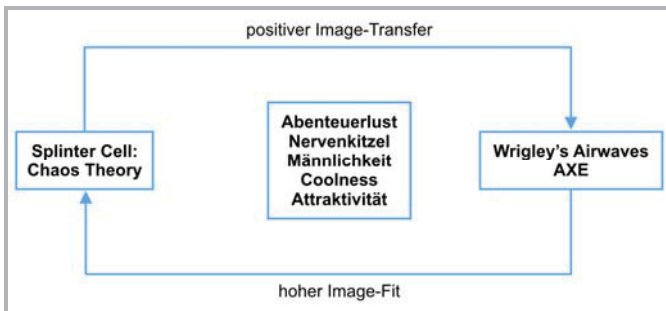 positiver Image-Transfer
Splinter Cell:
Chaos Theory
Abenteuerlust
Nervenkitzel
Männlichkeit
Coolness
Attraktivität
Wrigley's Airwaves
AXE
hoher Image-Fit